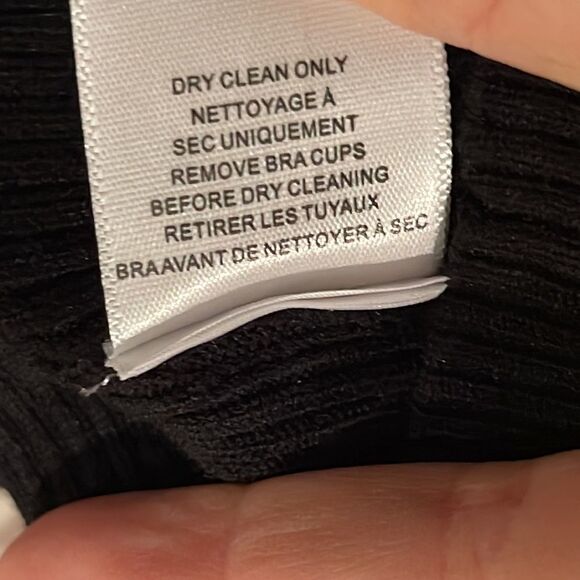 DRY CLEAN ONLY
NETTOYAGE À
SEC UNIQUEMENT
REMOVE BRA CUPS
BEFORE DRY CLEANING
RETIRER LES TUYAUX
BRAAVANT DE NETTOYER À SEC